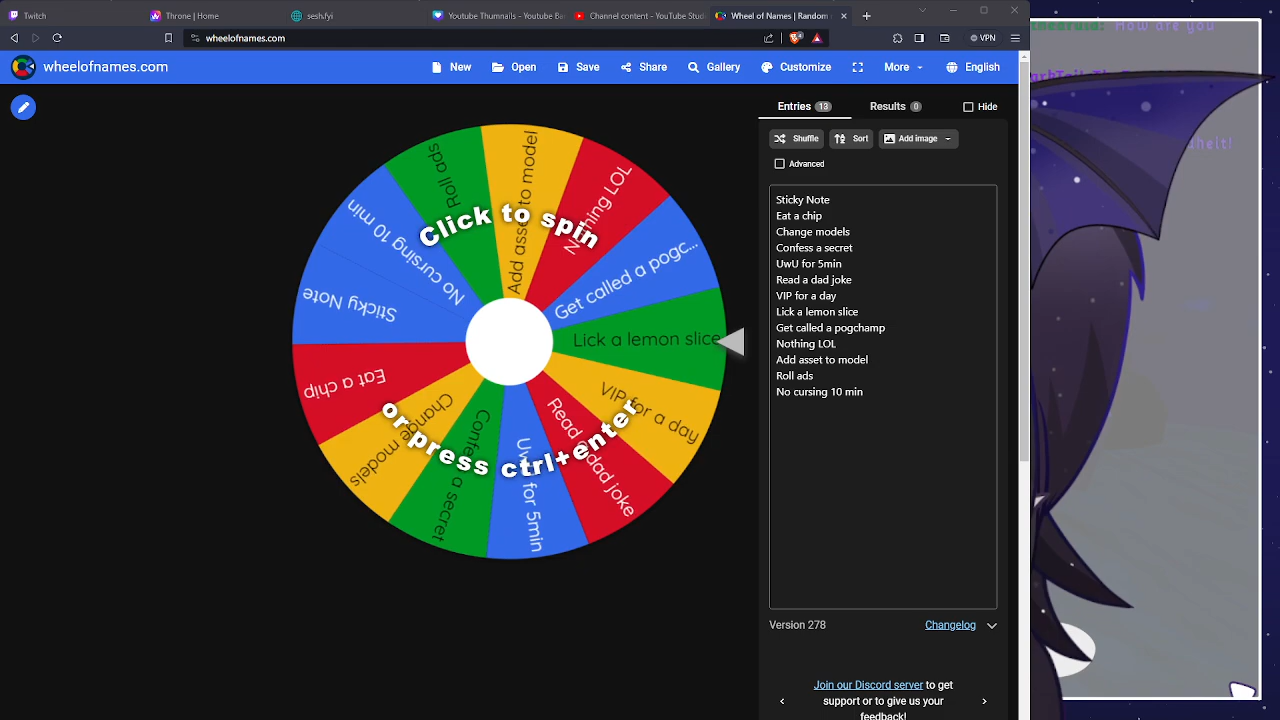 Twitch
Throne | Home
sesh.fyi
Youtube Thumnails - Youtube Ba
Channel content - YouTube Stud
Wheel of Names | Random
wheelofnames.com
VPN
wheelofnames.com
New
Open
Save
Share
Gallery
Customize
More
English
Entries 13
Results 0
Hide
Shuffle
Sort
Add image
Advanced
Sticky Note
Eat a chip
Change models
Confess a secret
UwU for 5min
Read a dad joke
VIP for a day
Lick a lemon slice
Get called a pogchamp
Nothing LOL
Add asset to model
Roll ads
No cursing 10 min
Version 278
Changelog
Join our Discord server to get
support or to give us your
feedback!
Click to spin
or press ctrl+enter
Roll ads
Add asset to model
Nothing LOL
Get called a pogc...
Lick a lemon slice
VIP for a day
Read a dad joke
UwU for 5min
Confess a secret
Change models
Eat a chip
Sticky Note
No cursing 10 min
How are you